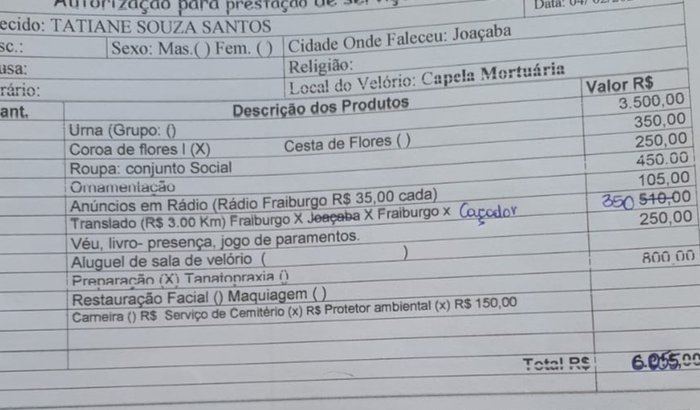 Autorização para prestação de
ecido: TATIANE SOUZA SANTOS
sc.: Sexo: Mas.( ) Fem. ( ) Cidade Onde Faleceu: Joaçaba
usa: Religião:
rário: Local do Velório: Capela Mortuária
ant. Descrição dos Produtos Valor R$
Urna (Grupo: () 3.500,00
Coroa de flores I (X) Cesta de Flores ( ) 350,00
Roupa: conjunto Social 250,00
Ornamentação 450.00
Anúncios em Rádio (Rádio Fraiburgo R$ 35,00 cada) 105,00
Translado (R$ 3.00 Km) Fraiburgo X Joaçaba X Fraiburgo x Caçador 350 510,00
Véu, livro- presença, jogo de paramentos. 250,00
Aluguel de sala de velório ( )
Preparação (X) Tanatopraxia () 800.00
Restauração Facial () Maquiagem ( )
Carneira () R$ Serviço de Cemitério (x) R$ Protetor ambiental (x) R$ 150,00
Total R$ 6.055,00